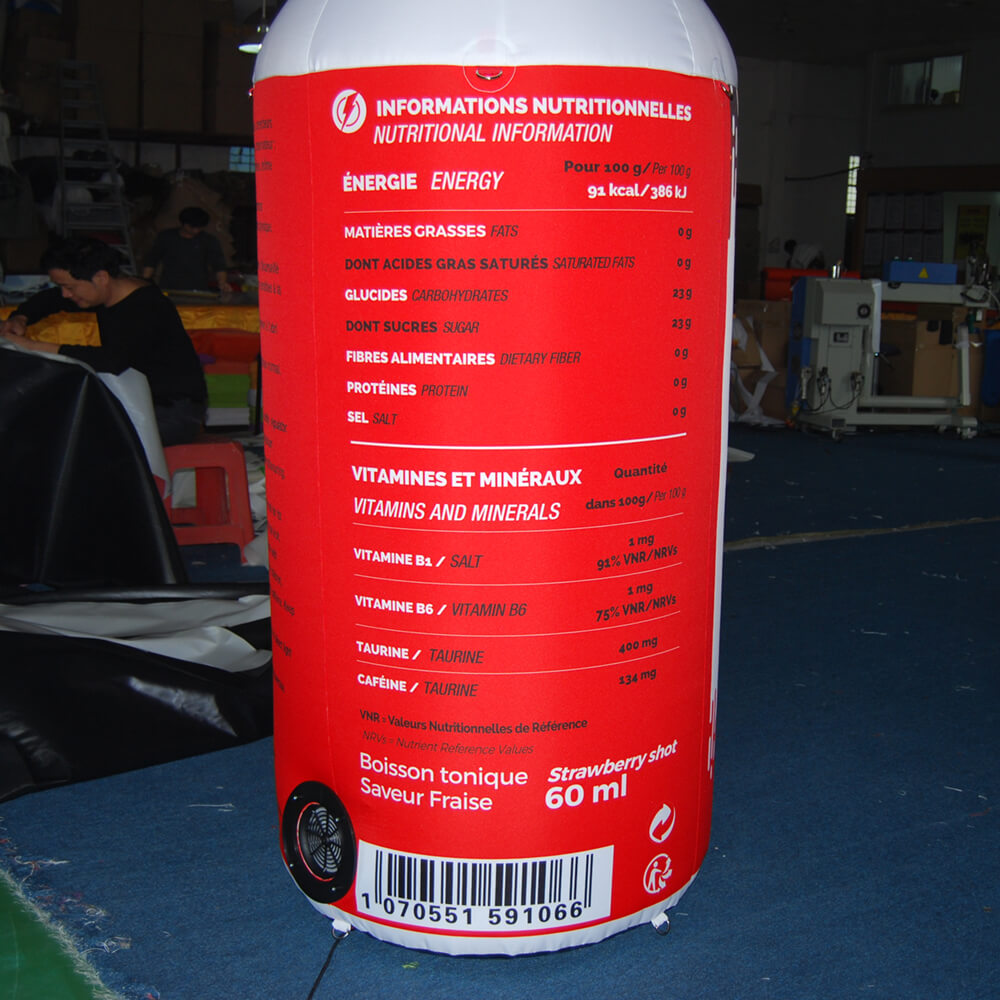 INFORMATIONS NUTRITIONNELLES
NUTRITIONAL INFORMATION
Pour 100 g/ Per 100 g
ÉNERGIE ENERGY
91 kcal/386 kJ
MATIÈRES GRASSES FATS 0 g
DONT ACIDES GRAS SATURÉS SATURATED FATS 0 g
GLUCIDES CARBOHYDRATES 23 g
DONT SUCRES SUGAR 23 g
FIBRES ALIMENTAIRES DIETARY FIBER 0 g
PROTÉINES PROTEIN 0 g
SEL SALT 0 g
VITAMINES ET MINÉRAUX Quantité
VITAMINS AND MINERALS dans 100g/ Per 100 g
1 mg
VITAMINE B1 / SALT 91% VNR/NRVs
1 mg
VITAMINE B6 / VITAMIN B6 75% VNR/NRVs
TAURINE / TAURINE 400 mg
CAFÉINE / TAURINE 134 mg
VNR = Valeurs Nutritionnelles de Référence
NRVs = Nutrient Reference Values
Boisson tonique Strawberry shot
Saveur Fraise 60 ml
1 070551 591066